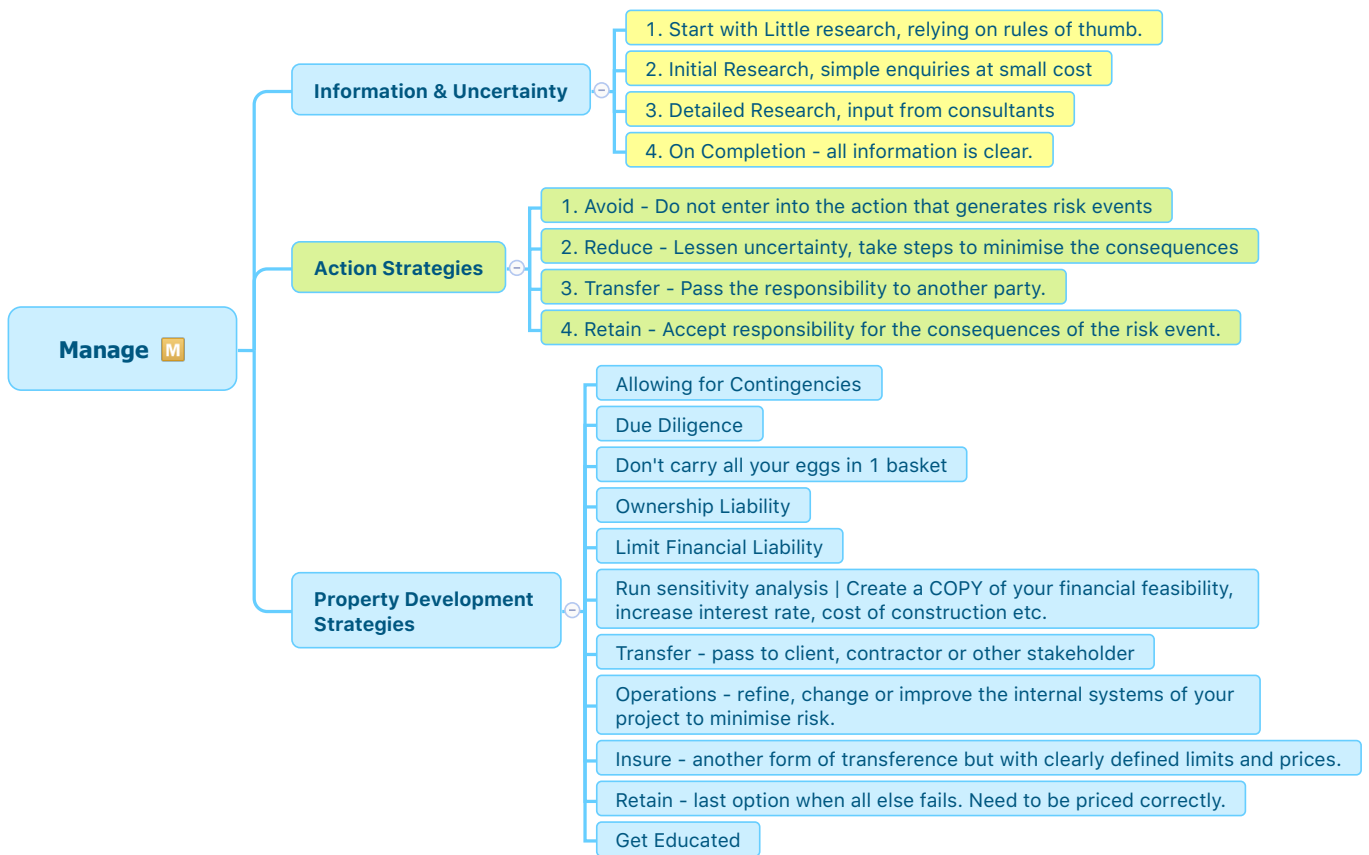 1. Start with Little research, relying on rules of thumb.
2. Initial Research, simple enquiries at small cost
Information & Uncertainty
3. Detailed Research, input from consultants
4. On Completion - all information is clear.
1. Avoid - Do not enter into the action that generates risk events
2. Reduce - Lessen uncertainty, take steps to minimise the consequences
Action Strategies
3. Transfer - Pass the responsibility to another party.
4. Retain - Accept responsibility for the consequences of the risk event.
Manage M
Allowing for Contingencies
Due Diligence
Don't carry all your eggs in 1 basket
Ownership Liability
Limit Financial Liability
Run sensitivity analysis | Create a COPY of your financial feasibility,
increase interest rate, cost of construction etc.
Property Development
Strategies
Transfer - pass to client, contractor or other stakeholder
Operations - refine, change or improve the internal systems of your
project to minimise risk.
Insure - another form of transference but with clearly defined limits and prices.
Retain - last option when all else fails. Need to be priced correctly.
Get Educated